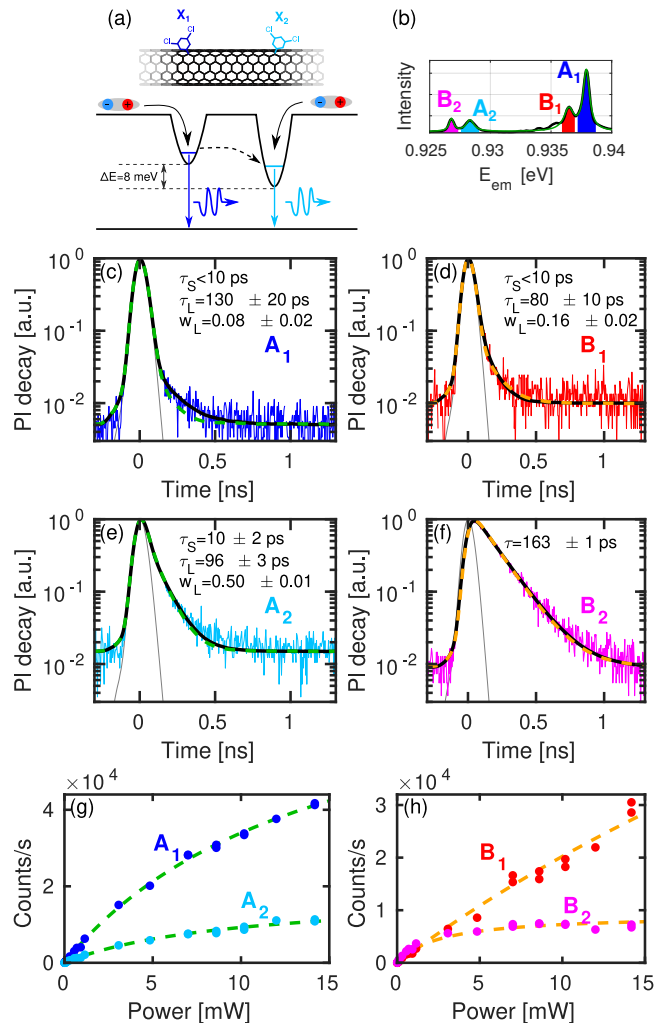 (a)
X1
X2
Cl
Cl
Cl
Cl
− +
− +
ΔE=8 meV
(b)
Intensity
B2
A2
B1
A1
0.925 0.93 0.935 0.94
Eem [eV]
(c)
τS<10 ps
τL=130 ± 20 ps
wL=0.08 ± 0.02
A1
PI decay [a.u.]
10^0
10^-1
10^-2
0 0.5 1
Time [ns]
(d)
τS<10 ps
τL=80 ± 10 ps
wL=0.16 ± 0.02
B1
PI decay [a.u.]
10^0
10^-1
10^-2
0 0.5 1
Time [ns]
(e)
τS=10 ± 2 ps
τL=96 ± 3 ps
wL=0.50 ± 0.01
A2
PI decay [a.u.]
10^0
10^-1
10^-2
0 0.5 1
Time [ns]
(f)
τ=163 ± 1 ps
B2
PI decay [a.u.]
10^0
10^-1
10^-2
0 0.5 1
Time [ns]
×10^4
(g)
A1
A2
Counts/s
4
2
0
0 5 10 15
Power [mW]
×10^4
(h)
B1
B2
Counts/s
3
2
1
0
0 5 10 15
Power [mW]